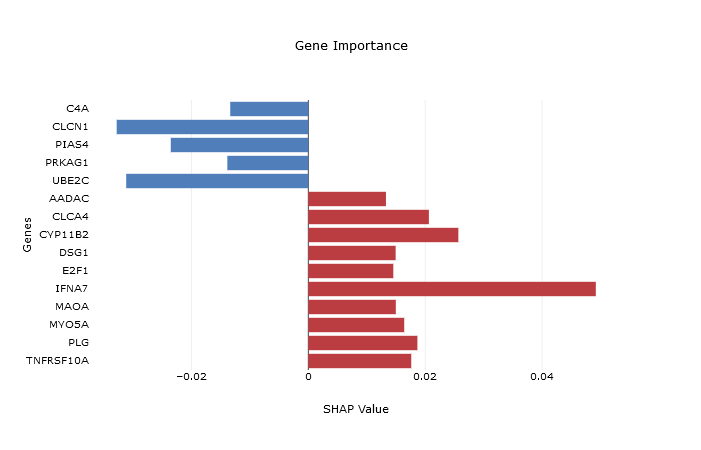 Gene Importance
C4A
CLCN1
PIAS4
PRKAG1
UBE2C
AADAC
CLCA4
CYP11B2
DSG1
E2F1
IFNA7
MAOA
MYO5A
PLG
TNFRSF10A
Genes
−0.02 0 0.02 0.04
SHAP Value